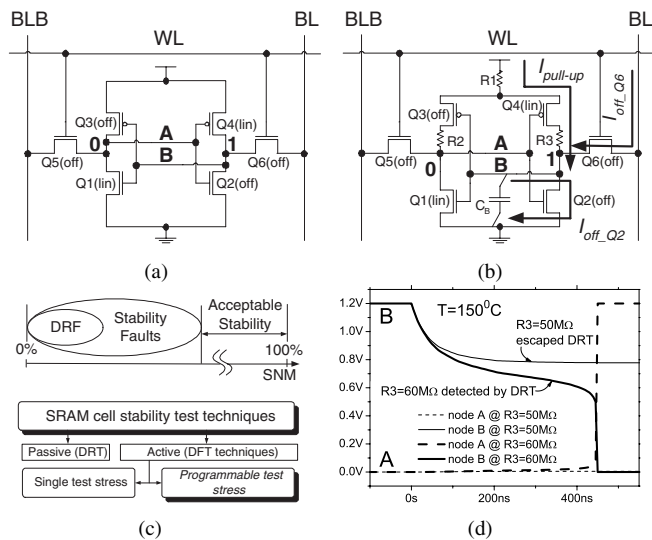 BLB
BL
BLB
BL
WL
WL
Q3(off)
Q4(lin)
A
0
1
B
Q5(off)
Q6(off)
Q1(lin)
Q2(off)
(a)
R1
I_pull-up
I_off_Q6
Q3(off)
Q4(lin)
R2
R3
A
0
1
B
Q5(off)
Q6(off)
Q1(lin)
C_B
Q2(off)
I_off_Q2
(b)
DRF
Stability
Faults
Acceptable
Stability
0%
100%
SNM
SRAM cell stability test techniques
Passive (DRT)
Active (DFT techniques)
Single test stress
Programmable test
stress
(c)
1.2V
1.0V
0.8V
0.6V
0.4V
0.2V
0.0V
B
A
T=150⁰C
R3=50MΩ
escaped DRT
R3=60MΩ detected by DRT
node A @ R3=50MΩ
node B @ R3=50MΩ
node A @ R3=60MΩ
node B @ R3=60MΩ
0s
200ns
400ns
(d)